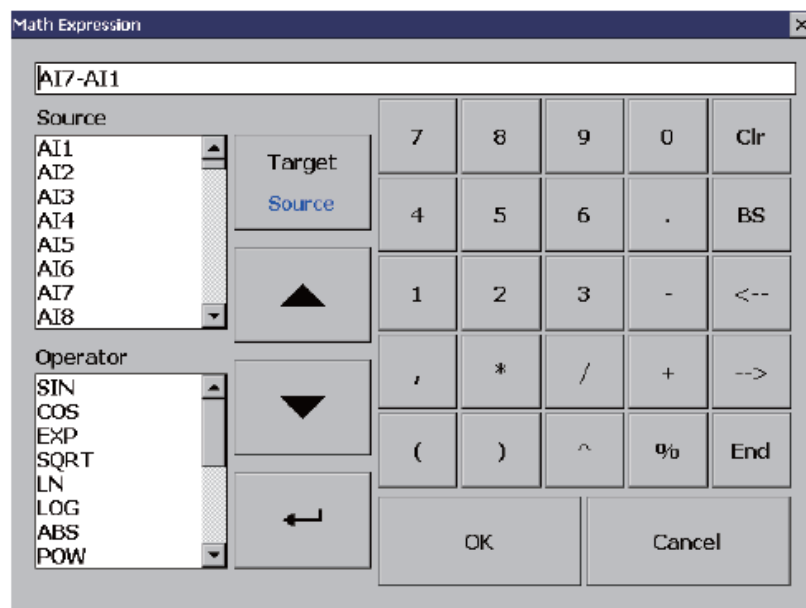 Math Expression
AI7-AI1
Source
AI1
AI2
AI3
AI4
AI5
AI6
AI7
AI8
Target
Source
Operator
SIN
COS
EXP
SQRT
LN
LOG
ABS
POW
7 8 9 0 Clr
4 5 6 . BS
1 2 3 - <--
, * / + -->
( ) ^ % End
OK Cancel